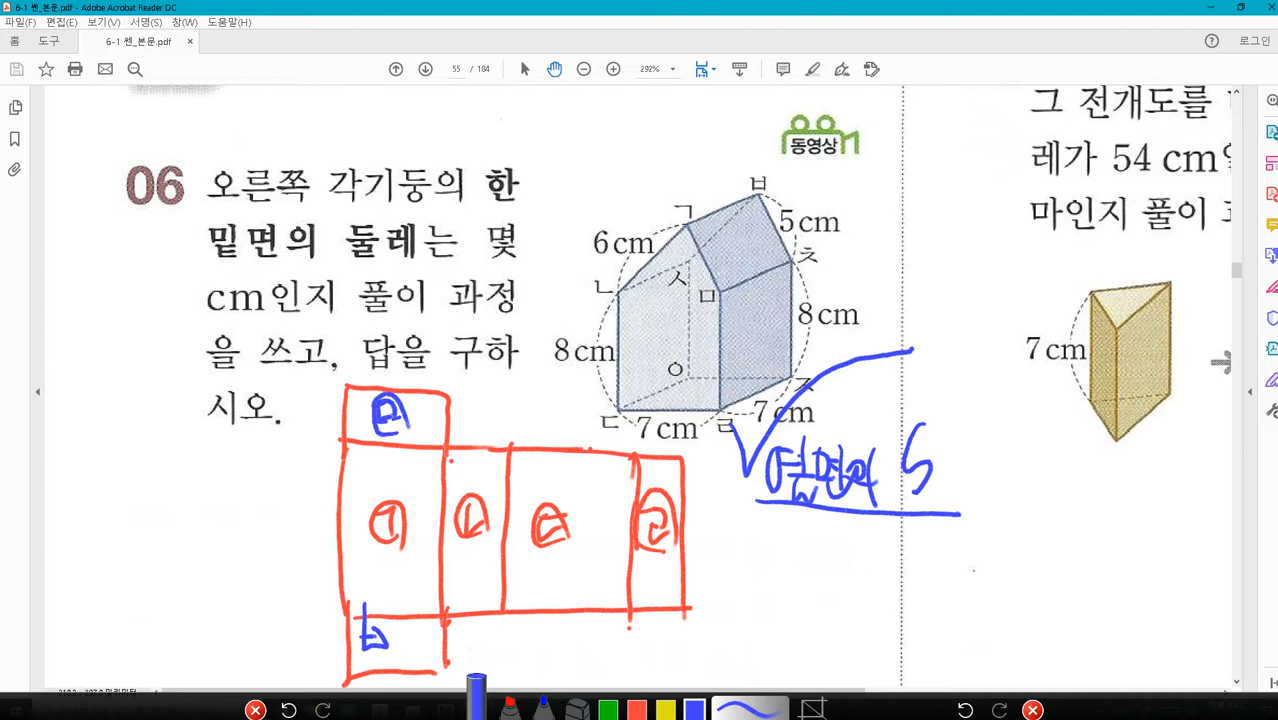 6-1 쎈_본문.pdf - Adobe Acrobat Reader DC
파일(F) 편집(E) 보기(V) 서명(S) 창(W) 도움말(H)
홈 도구 6-1 쎈_본문.pdf × 로그인
55 / 184 292%
동영상
06 오른쪽 각기둥의 한
밑면의 둘레는 몇
cm인지 풀이 과정
을 쓰고, 답을 구하
시오.
ㅂ
ㄱ 5 cm
6 cm
ㅊ
ㄴ ㅅ ㅁ
8 cm
8 cm
ㅇ ㅈ
ㄷ 7 cm ㄹ 7 cm
그 전개도를
레가 54 cm
마인지 풀이
7 cm
ㅁ
ㄱ ㄴ ㄷ ㄹ
ㅂ
옆면의 S